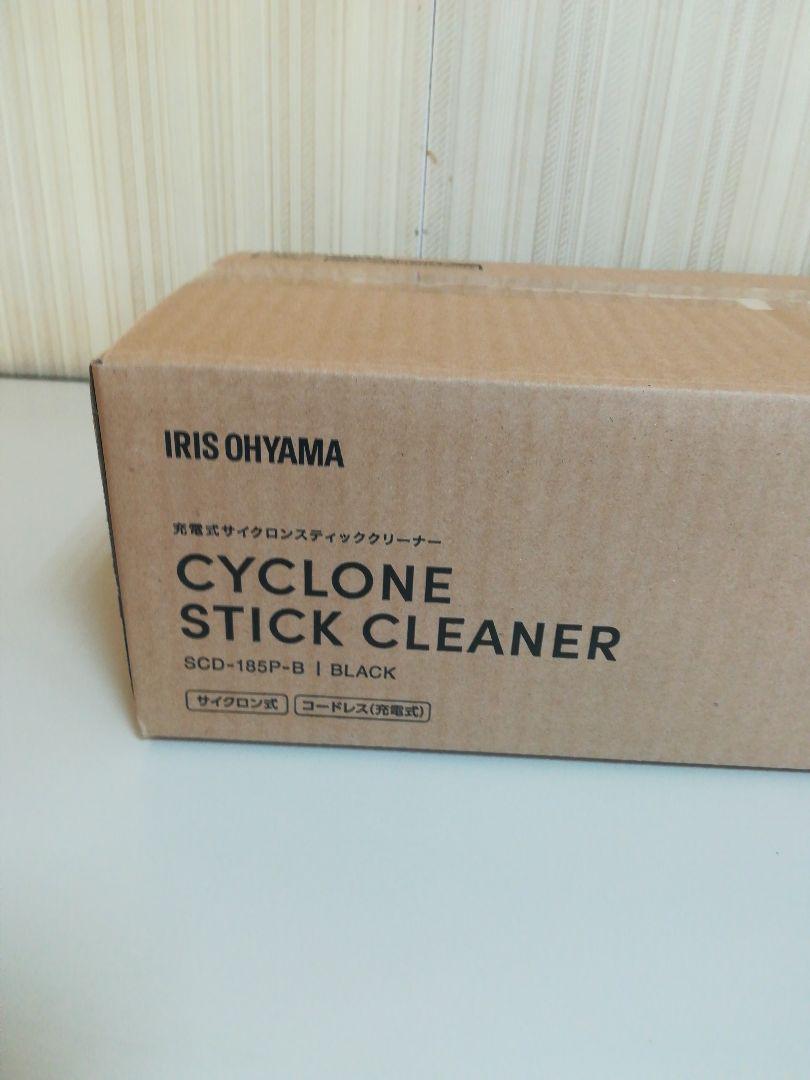 IRIS OHYAMA
充電式サイクロンスティッククリーナー
CYCLONE
STICK CLEANER
SCD-185P-B | BLACK
サイクロン式 コードレス(充電式)